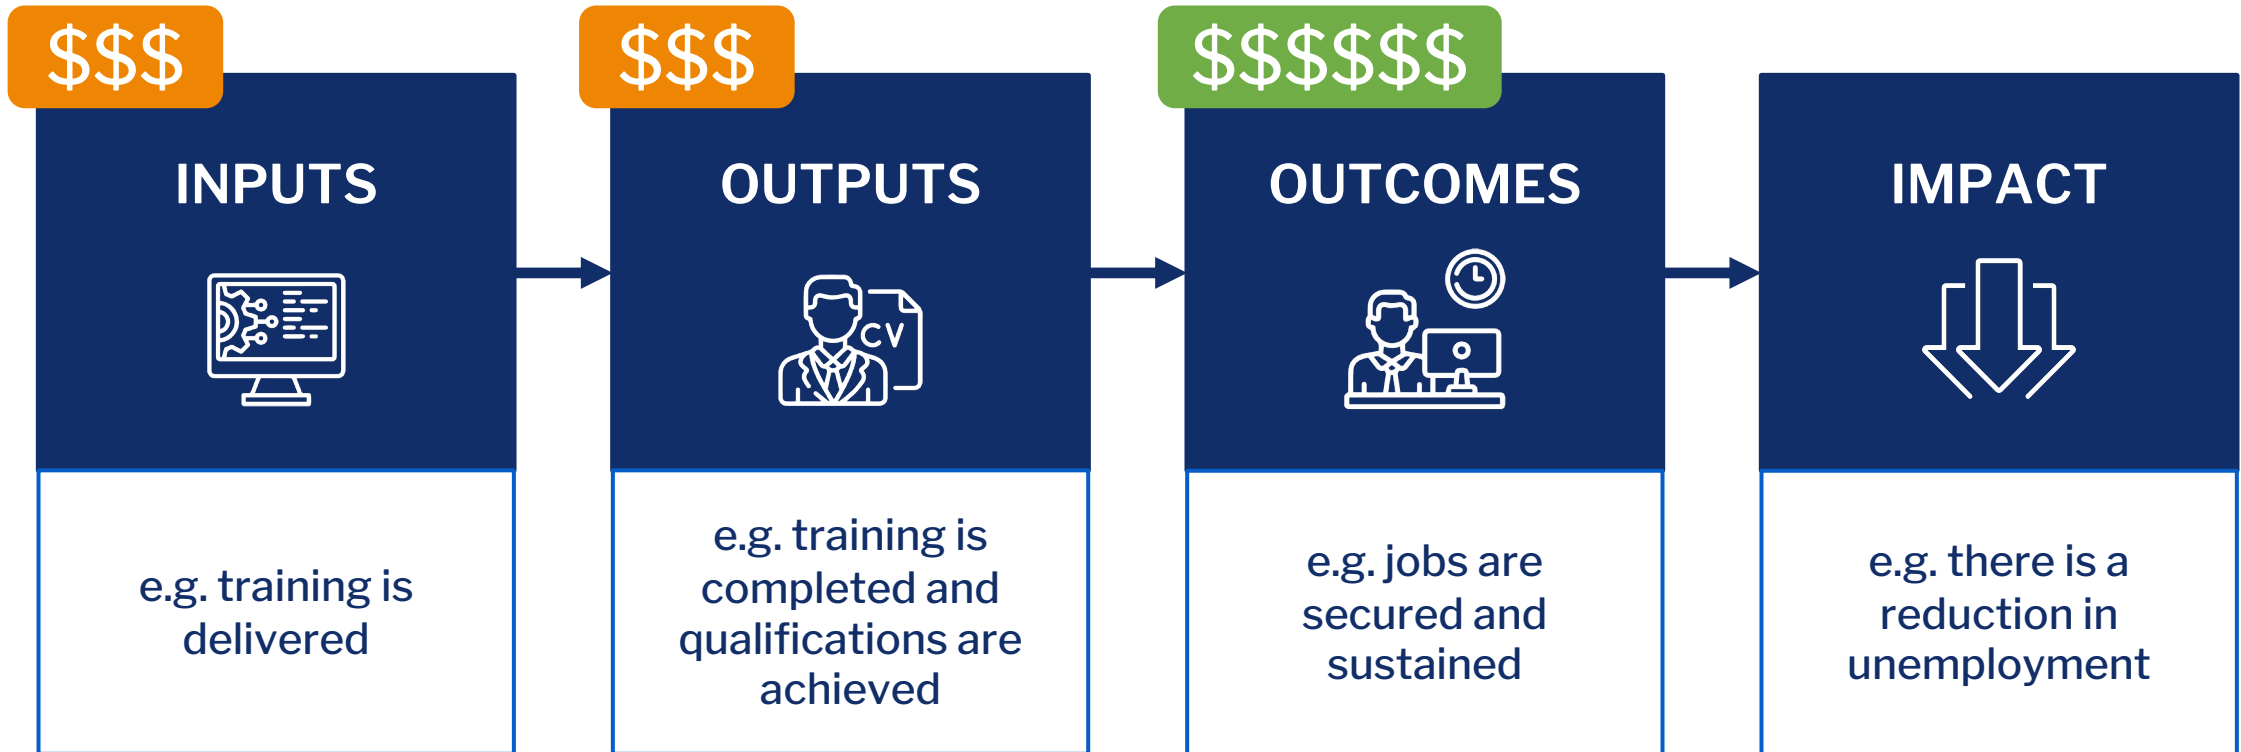 $$$
$$$
$$$$$$
INPUTS
OUTPUTS
OUTCOMES
IMPACT
CV
e.g. training is
delivered
e.g. training is
completed and
qualifications are
achieved
e.g. jobs are
secured and
sustained
e.g. there is a
reduction in
unemployment